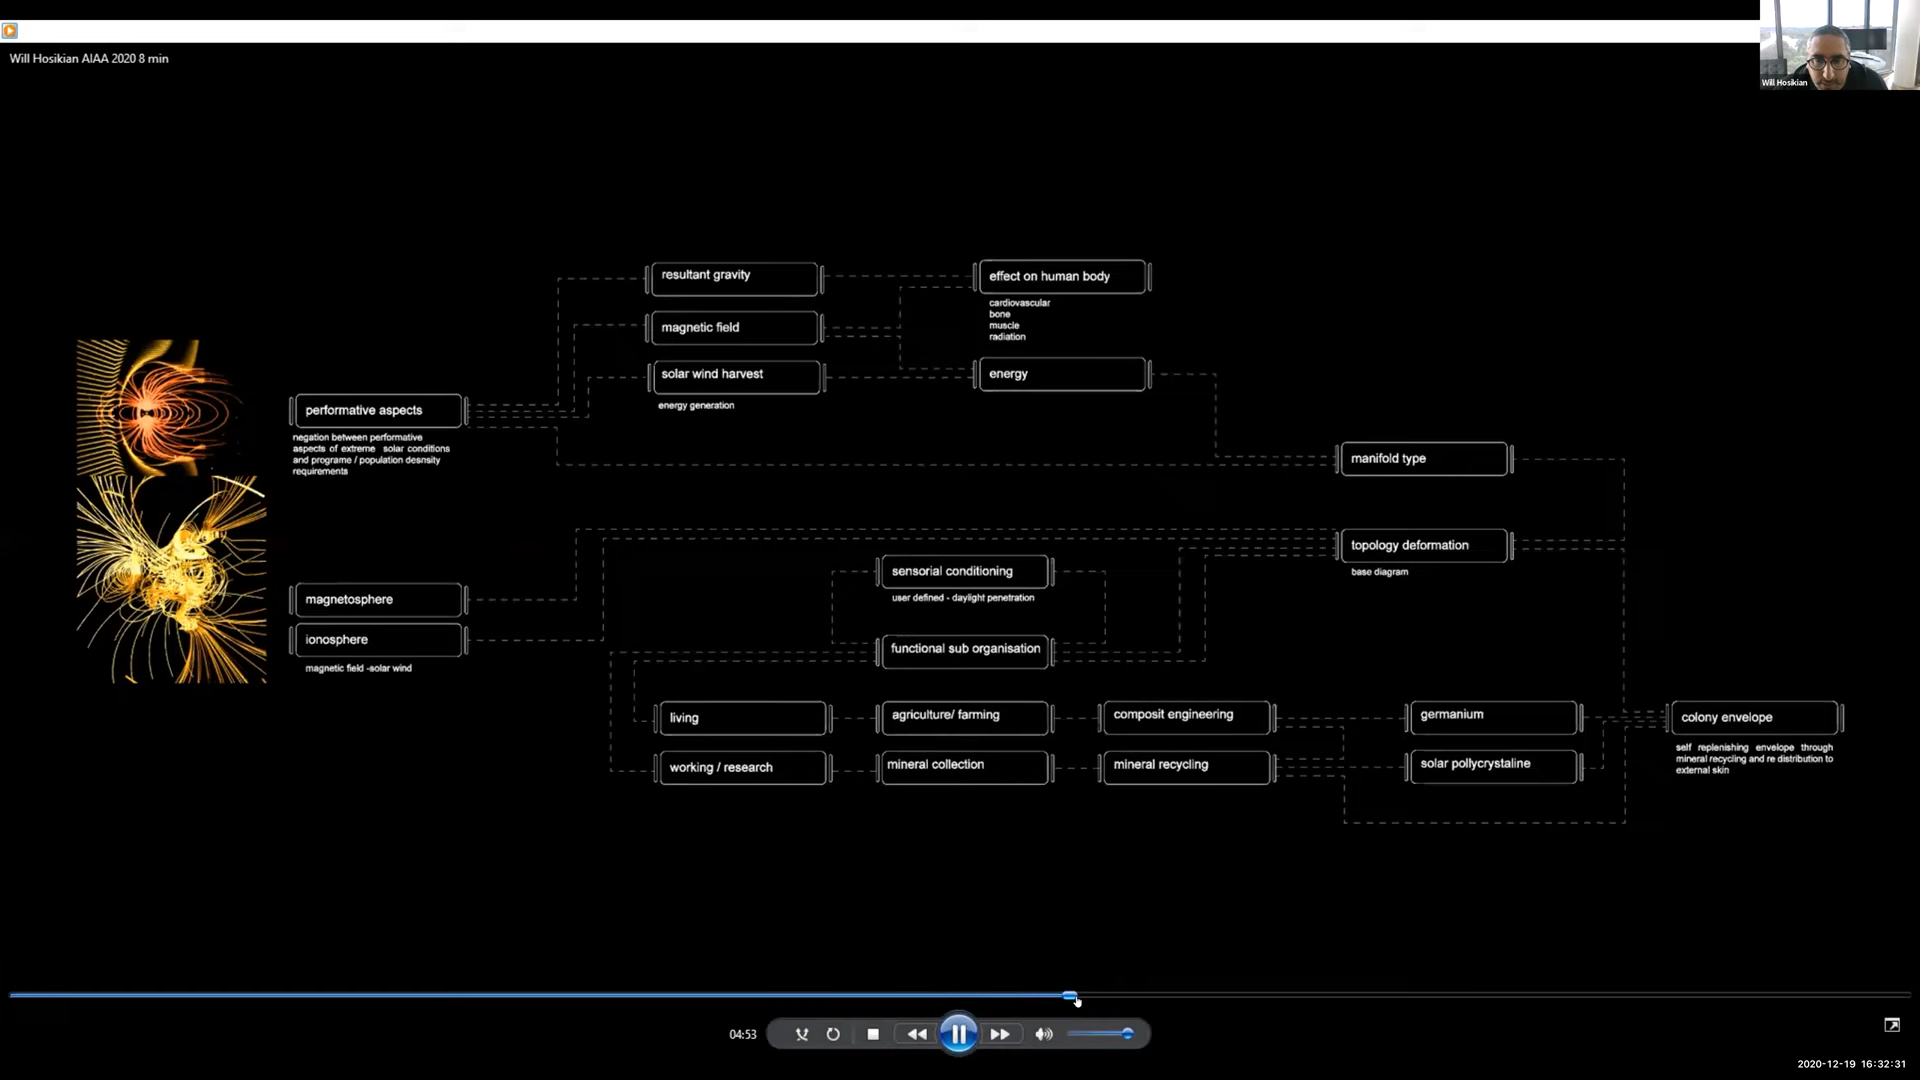 Will Hosikian AIAA 2020 8 min
Will Hosikian
resultant gravity
effect on human body
cardiovascular
bone
muscle
radiation
magnetic field
solar wind harvest
energy generation
energy
performative aspects
negation between performative
aspects of extreme solar conditions
and programe / population desnsity
requirements
manifold type
topology deformation
base diagram
sensorial conditioning
user defined - daylight penetration
magnetosphere
ionosphere
magnetic field -solar wind
functional sub organisation
living
agriculture/ farming
composit engineering
germanium
colony envelope
self replenishing envelope through
mineral recycling and re distribution to
external skin
working / research
mineral collection
mineral recycling
solar pollycrystaline
04:53
2020-12-19 16:32:31